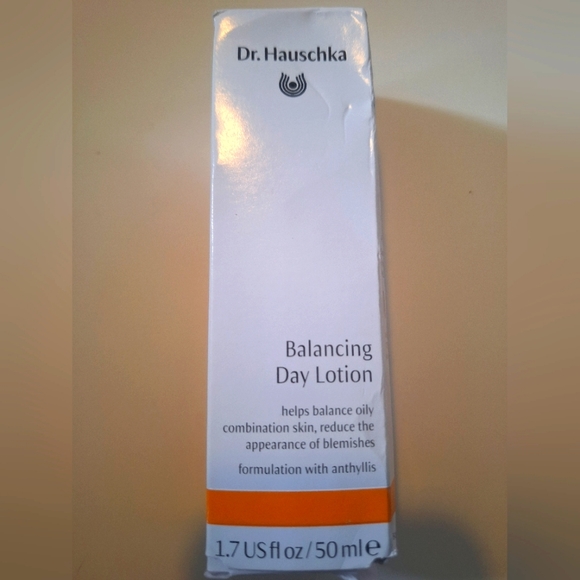 Dr. Hauschka
Balancing
Day Lotion
helps balance oily
combination skin, reduce the
appearance of blemishes
formulation with anthyllis
1.7 US fl oz/50 ml e